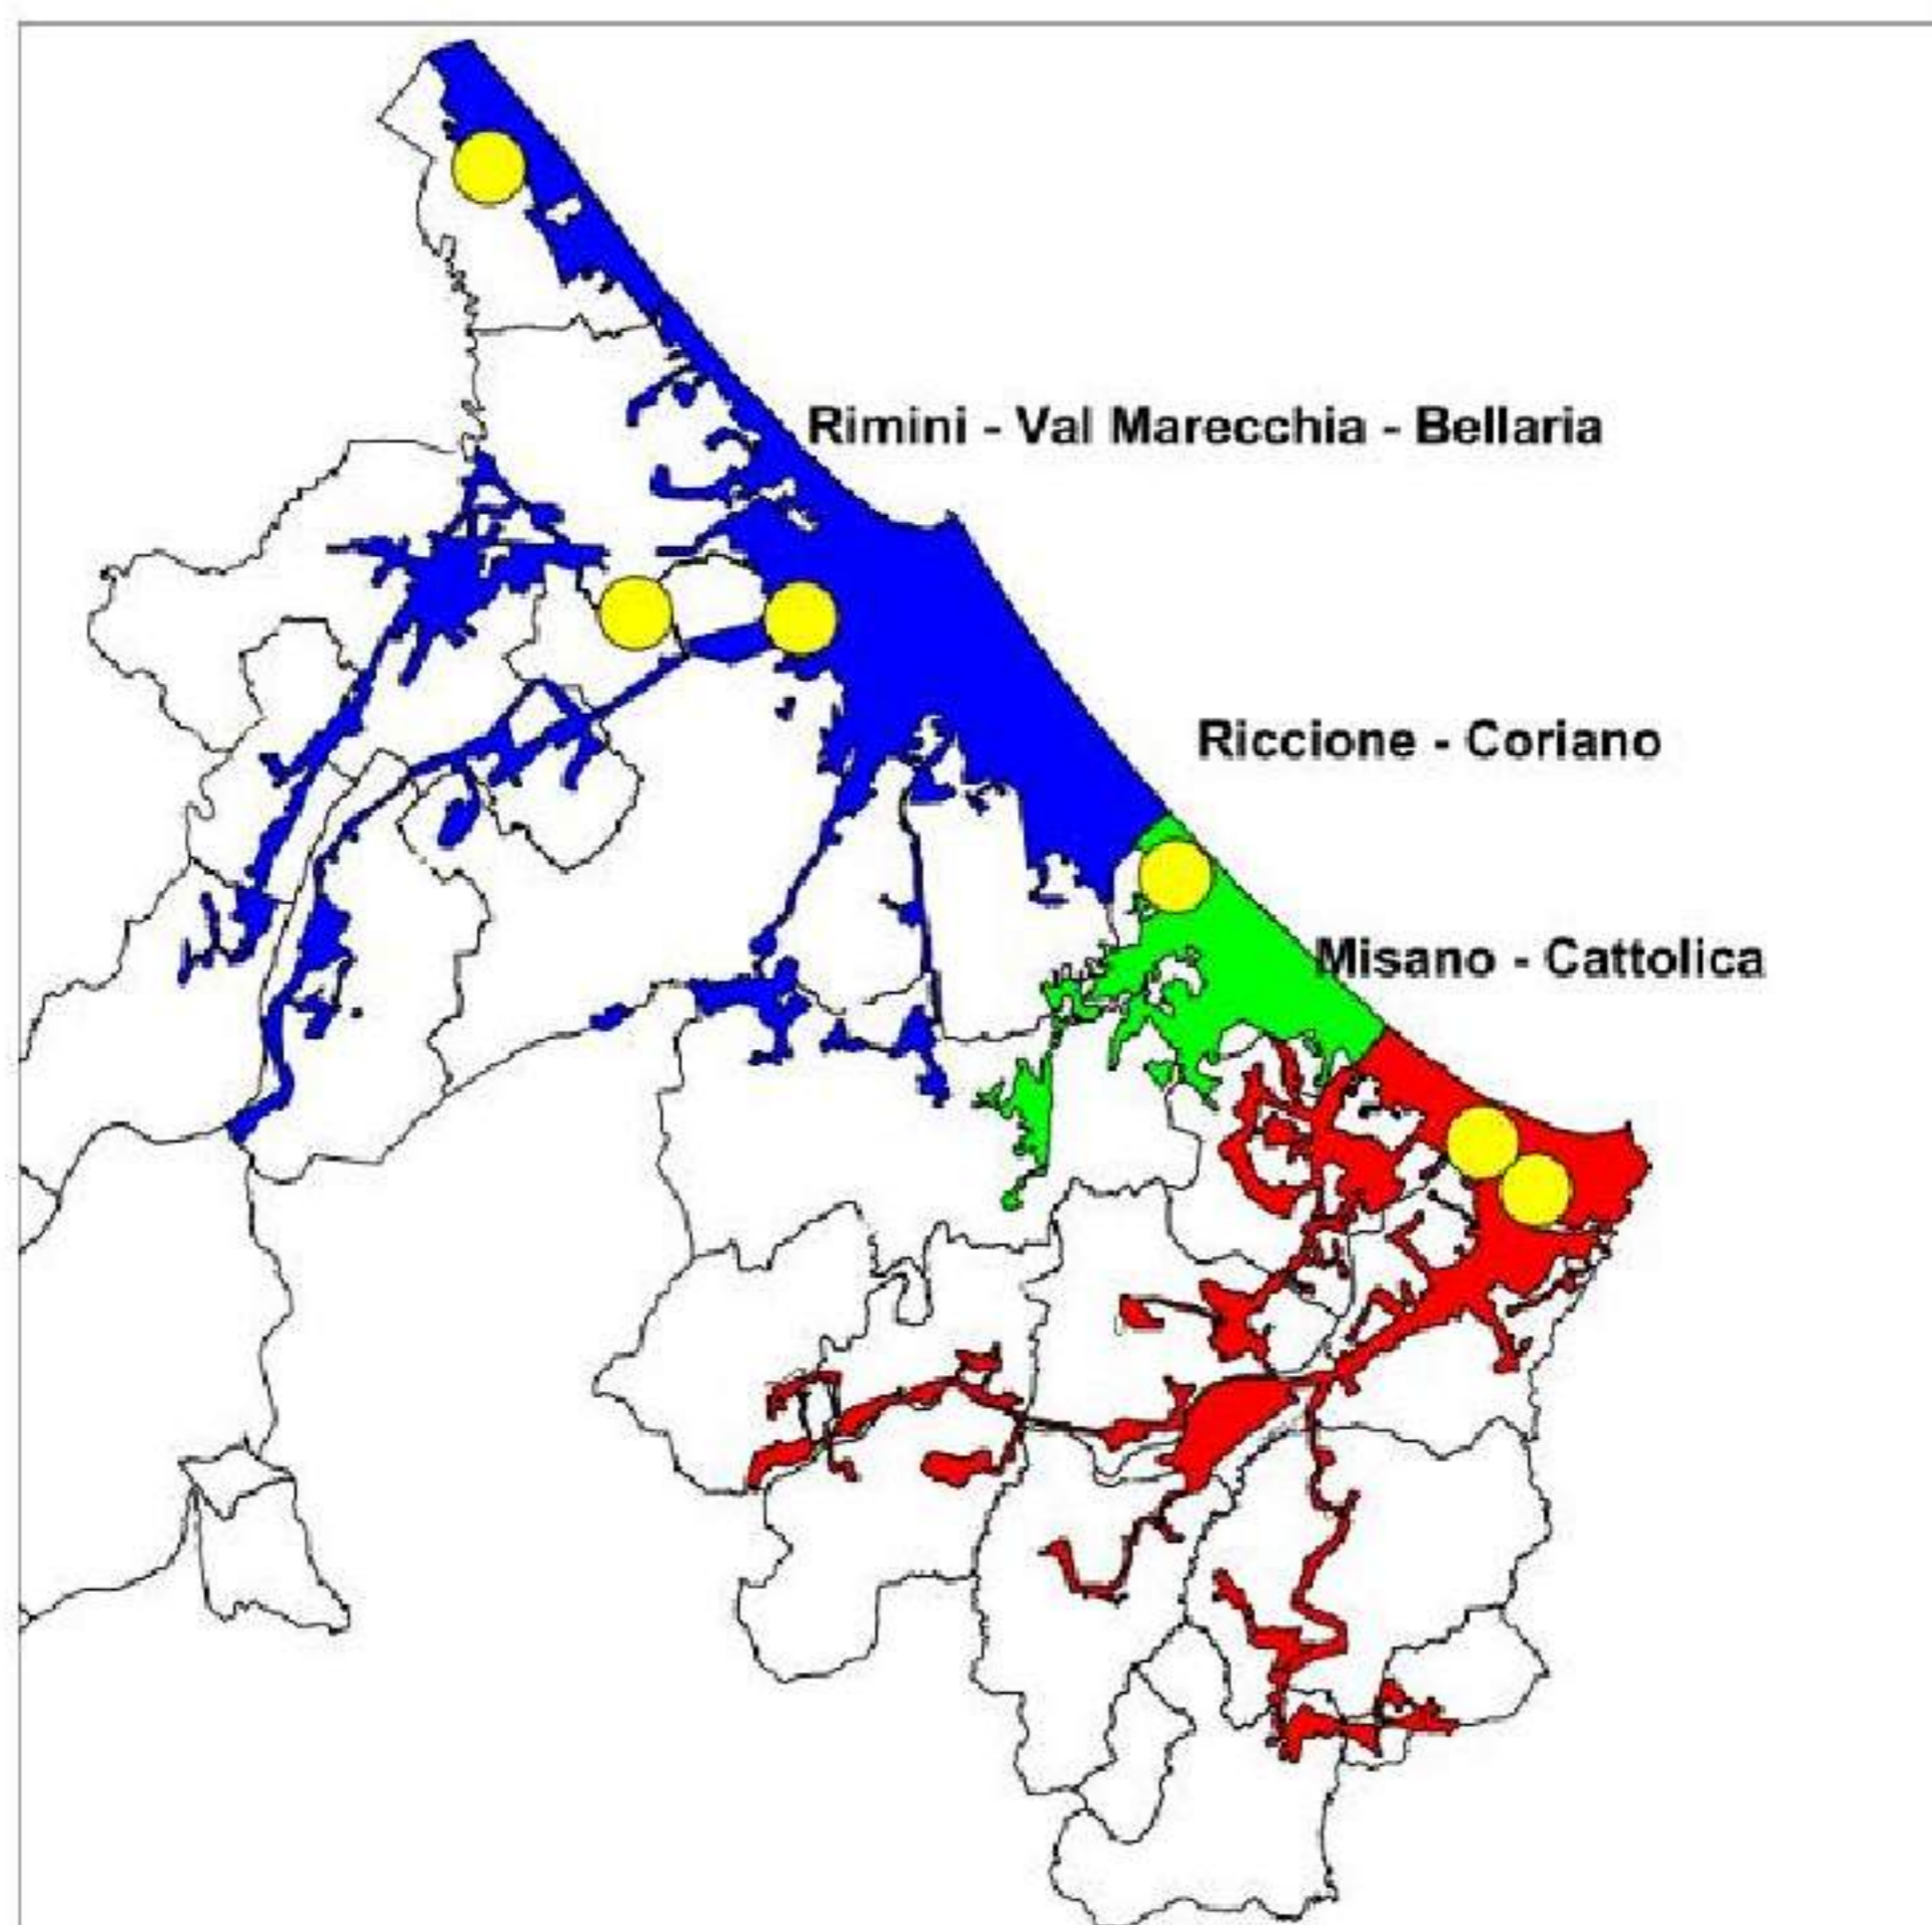 Rimini - Val Marecchia - Bellaria
Riccione - Coriano
Misano - Cattolica